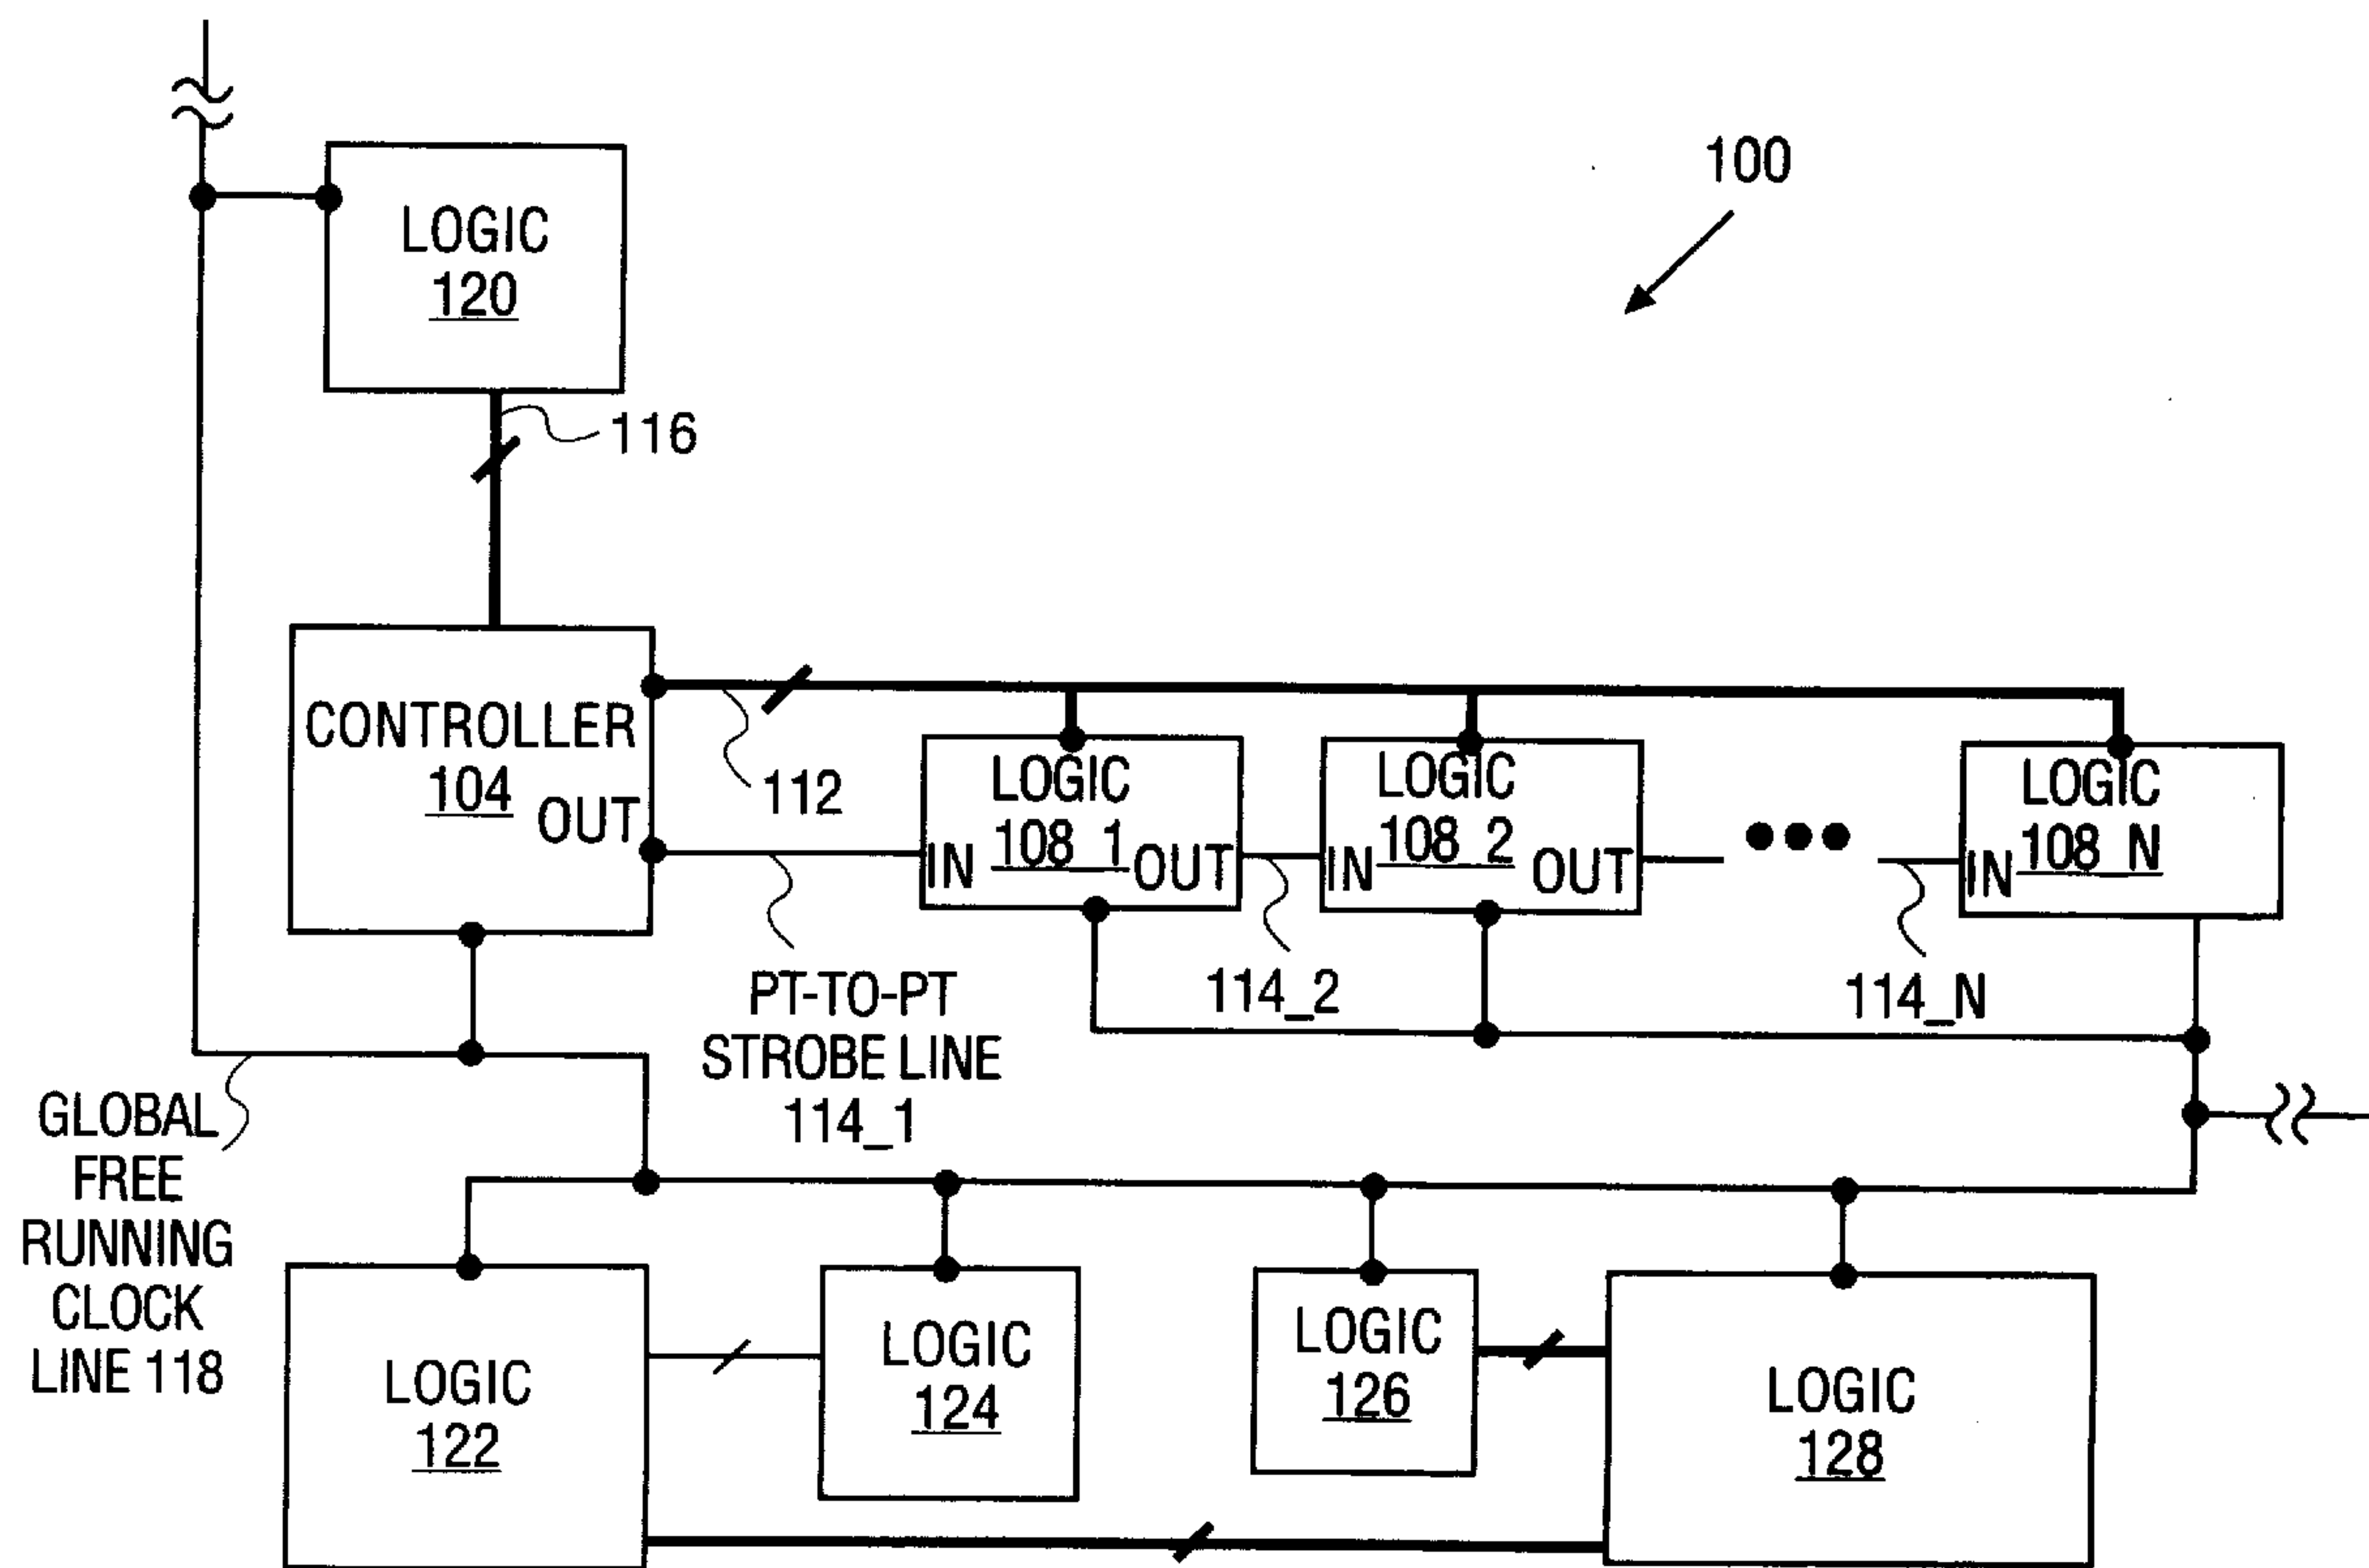 100
LOGIC
120
116
CONTROLLER
104
OUT
112
LOGIC
108_1
IN
OUT
LOGIC
108_2
IN
OUT
LOGIC
108_N
IN
PT-TO-PT
STROBE LINE
114_1
114_2
114_N
GLOBAL
FREE
RUNNING
CLOCK
LINE 118
LOGIC
122
LOGIC
124
LOGIC
126
LOGIC
128